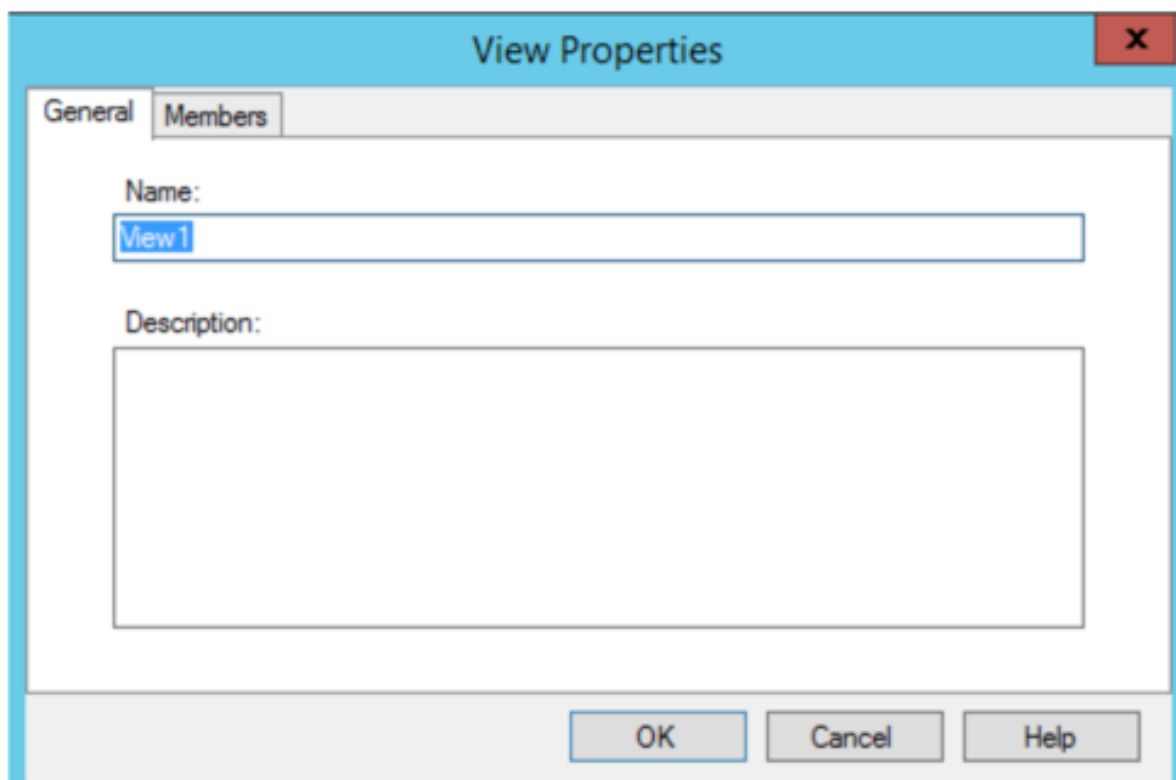 View Properties
x
General Members
Name:
View1
Description:
OK Cancel Help